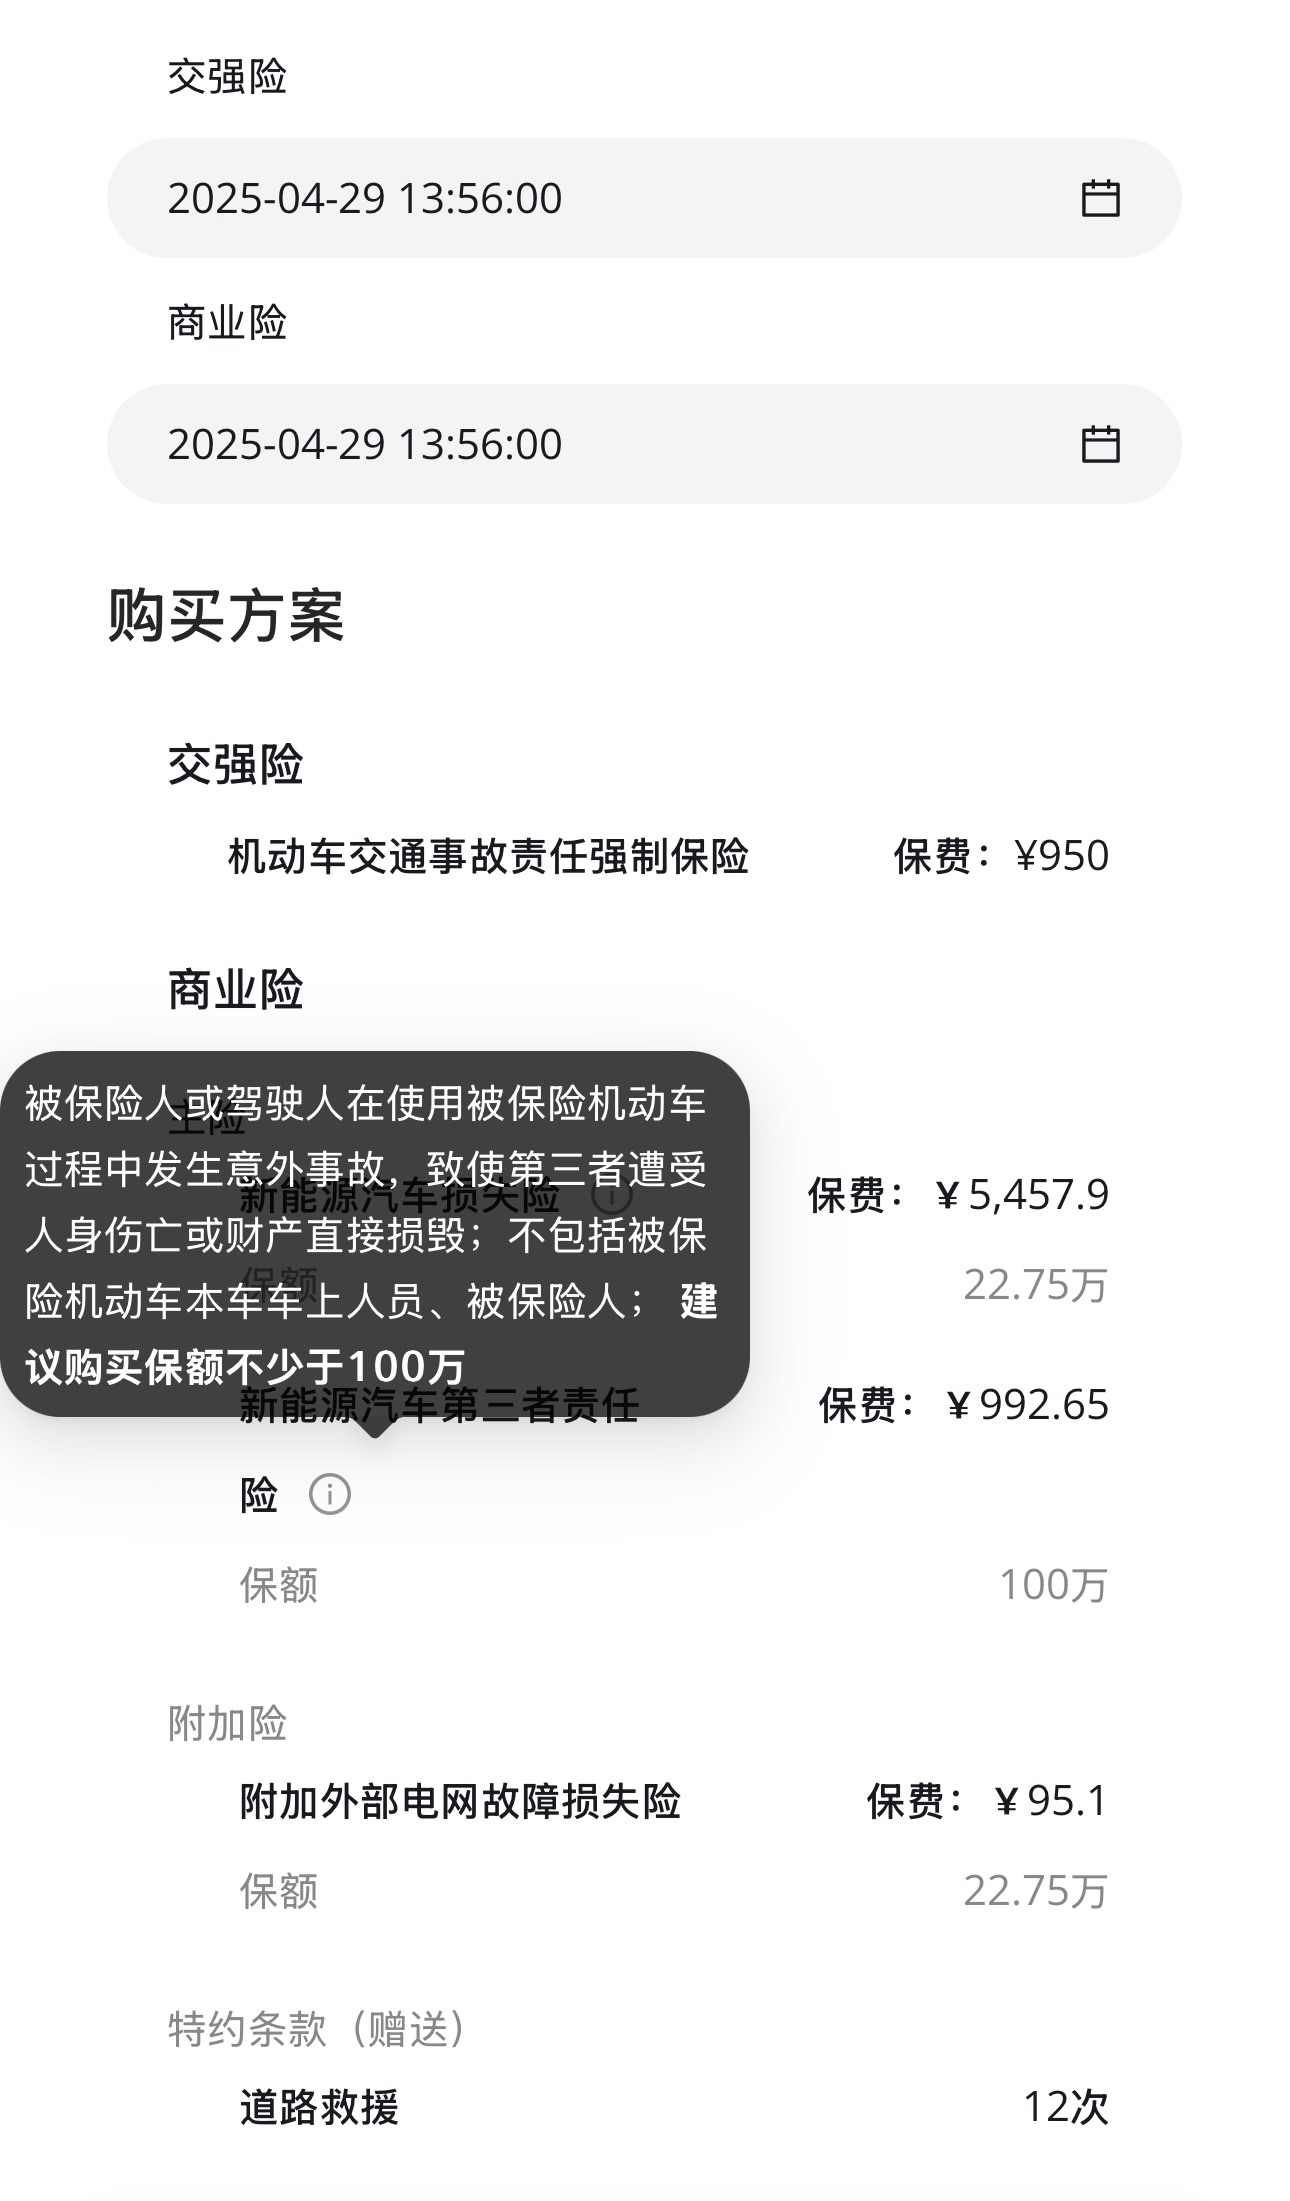 交强险
2025-04-29 13:56:00
商业险
2025-04-29 13:56:00
购买方案
交强险
机动车交通事故责任强制保险 保费：¥950
商业险
被保险人或驾驶人在使用被保险机动车
主险
过程中发生意外事故，致使第三者遭受
新能源汽车损失险 保费：￥5,457.9
人身伤亡或财产直接损毁；不包括被保
保额 22.75万
险机动车本车车上人员、被保险人； 建
议购买保额不少于100万
新能源汽车第三者责任 保费：￥992.65
险
保额 100万
附加险
附加外部电网故障损失险 保费：￥95.1
保额 22.75万
特约条款（赠送）
道路救援 12次